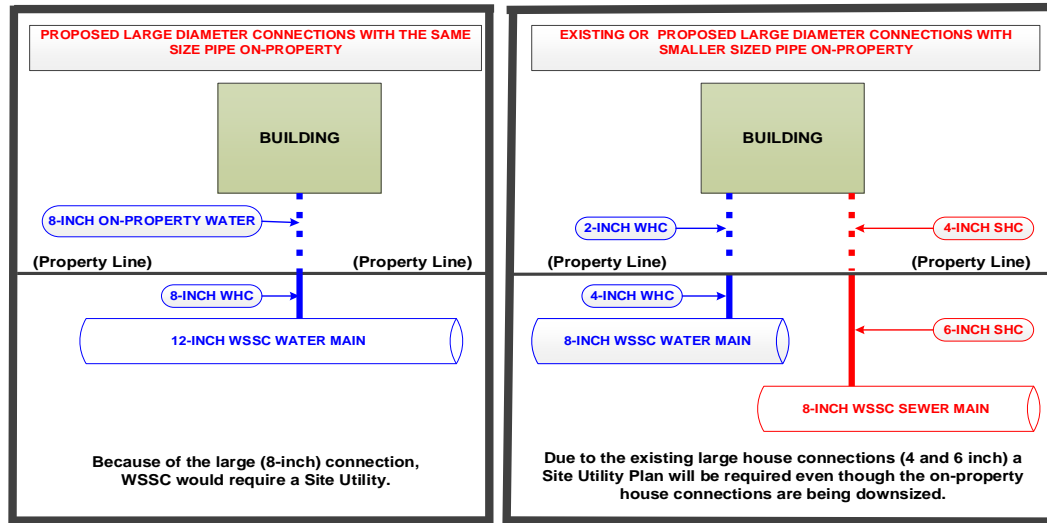 PROPOSED LARGE DIAMETER CONNECTIONS WITH THE SAME
SIZE PIPE ON-PROPERTY
BUILDING
8-INCH ON-PROPERTY WATER
(Property Line)
(Property Line)
8-INCH WHC
12-INCH WSSC WATER MAIN
Because of the large (8-inch) connection,
WSSC would require a Site Utility.
EXISTING OR PROPOSED LARGE DIAMETER CONNECTIONS WITH
SMALLER SIZED PIPE ON-PROPERTY
BUILDING
2-INCH WHC
4-INCH SHC
(Property Line)
(Property Line)
4-INCH WHC
6-INCH SHC
8-INCH WSSC WATER MAIN
8-INCH WSSC SEWER MAIN
Due to the existing large house connections (4 and 6 inch) a
Site Utility Plan will be required even though the on-property
house connections are being downsized.